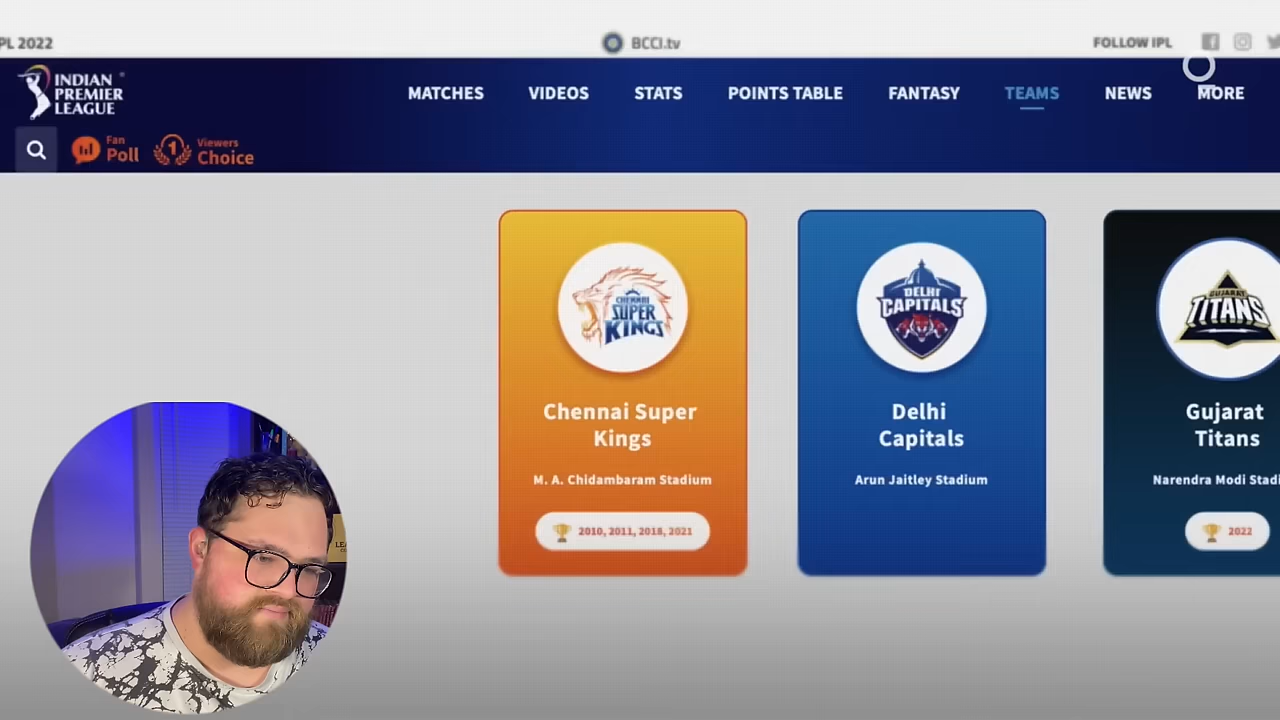 PL 2022
BCCI.tv
FOLLOW IPL
INDIAN
PREMIER
LEAGUE
MATCHES
VIDEOS
STATS
POINTS TABLE
FANTASY
TEAMS
NEWS
MORE
Fan
Poll
1
Viewers
Choice
CHENNAI
SUPER
KINGS
DELHI
CAPITALS
GUJARAT
TITANS
Chennai Super
Kings
M. A. Chidambaram Stadium
2010, 2011, 2018, 2021
Delhi
Capitals
Arun Jaitley Stadium
Gujarat
Titans
Narendra Modi Stadi
2022